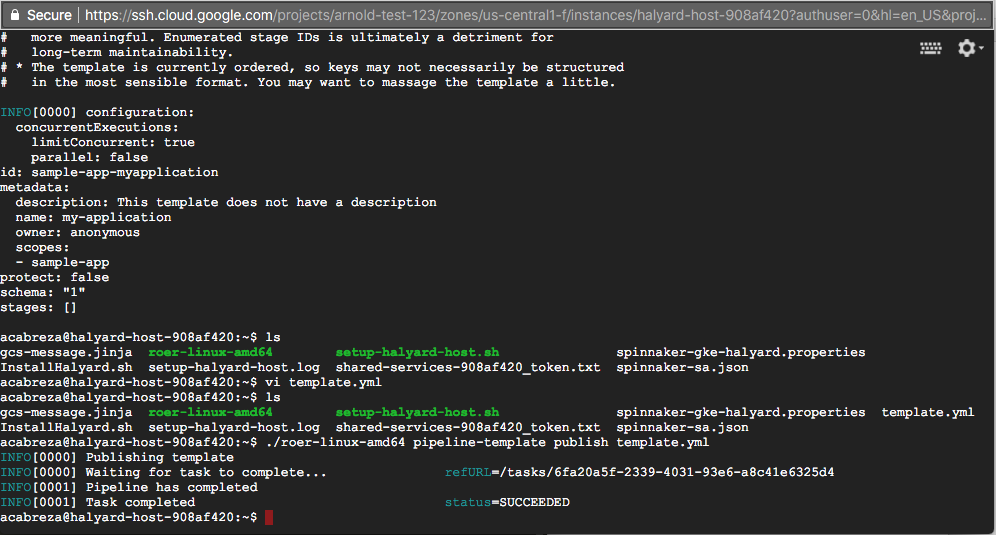 Secure https://ssh.cloud.google.com/projects/arnold-test-123/zones/us-central1-f/instances/halyard-host-908af420?authuser=0&hl=en_US&proj...
#   more meaningful. Enumerated stage IDs is ultimately a detriment for
#   long-term maintainability.
# * The template is currently ordered, so keys may not necessarily be structured
#   in the most sensible format. You may want to massage the template a little.
INFO[0000] configuration:
  concurrentExecutions:
    limitConcurrent: true
    parallel: false
id: sample-app-myapplication
metadata:
  description: This template does not have a description
  name: my-application
  owner: anonymous
  scopes:
  - sample-app
protect: false
schema: "1"
stages: []
acabreza@halyard-host-908af420:~$ ls
gcs-message.jinja  roer-linux-amd64        setup-halyard-host.sh               spinnaker-gke-halyard.properties
InstallHalyard.sh  setup-halyard-host.log  shared-services-908af420_token.txt  spinnaker-sa.json
acabreza@halyard-host-908af420:~$ vi template.yml
acabreza@halyard-host-908af420:~$ ls
gcs-message.jinja  roer-linux-amd64        setup-halyard-host.sh               spinnaker-gke-halyard.properties  template.yml
InstallHalyard.sh  setup-halyard-host.log  shared-services-908af420_token.txt  spinnaker-sa.json
acabreza@halyard-host-908af420:~$ ./roer-linux-amd64 pipeline-template publish template.yml
INFO[0000] Publishing template
INFO[0000] Waiting for task to complete...               refURL=/tasks/6fa20a5f-2339-4031-93e6-a8c41e6325d4
INFO[0001] Pipeline has completed
INFO[0001] Task completed                                status=SUCCEEDED
acabreza@halyard-host-908af420:~$